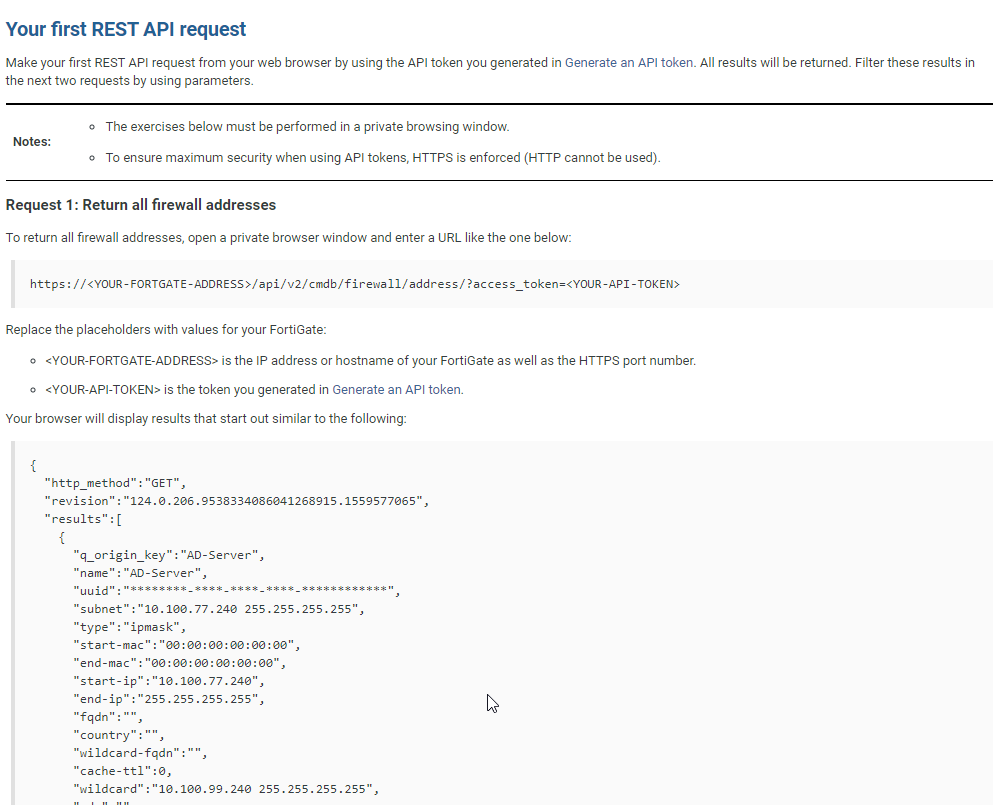 Your first REST API request
Make your first REST API request from your web browser by using the API token you generated in Generate an API token. All results will be returned. Filter these results in
the next two requests by using parameters.
Notes:
The exercises below must be performed in a private browsing window.
To ensure maximum security when using API tokens, HTTPS is enforced (HTTP cannot be used).
Request 1: Return all firewall addresses
To return all firewall addresses, open a private browser window and enter a URL like the one below:
https://<YOUR-FORTGATE-ADDRESS>/api/v2/cmdb/firewall/address/?access_token=<YOUR-API-TOKEN>
Replace the placeholders with values for your FortiGate:
<YOUR-FORTGATE-ADDRESS> is the IP address or hostname of your FortiGate as well as the HTTPS port number.
<YOUR-API-TOKEN> is the token you generated in Generate an API token.
Your browser will display results that start out similar to the following:
{
"http_method":"GET",
"revision":"124.0.206.9538334086041268915.1559577065",
"results":[
{
"q_origin_key":"AD-Server",
"name":"AD-Server",
"uuid":"********-****-****-****-************",
"subnet":"10.100.77.240 255.255.255.255",
"type":"ipmask",
"start-mac":"00:00:00:00:00:00",
"end-mac":"00:00:00:00:00:00",
"start-ip":"10.100.77.240",
"end-ip":"255.255.255.255",
"fqdn":"",
"country":"",
"wildcard-fqdn":"",
"cache-ttl":0,
"wildcard":"10.100.99.240 255.255.255.255",